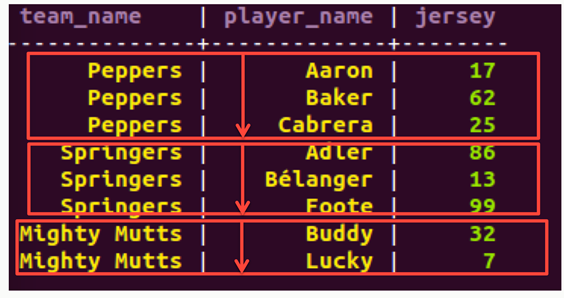 team_name | player_name | jersey
--------------+-------------+--------
Peppers | Aaron | 17
Peppers | Baker | 62
Peppers | Cabrera | 25
Springers | Adler | 86
Springers | Bélanger | 13
Springers | Foote | 99
Mighty Mutts | Buddy | 32
Mighty Mutts | Lucky | 7